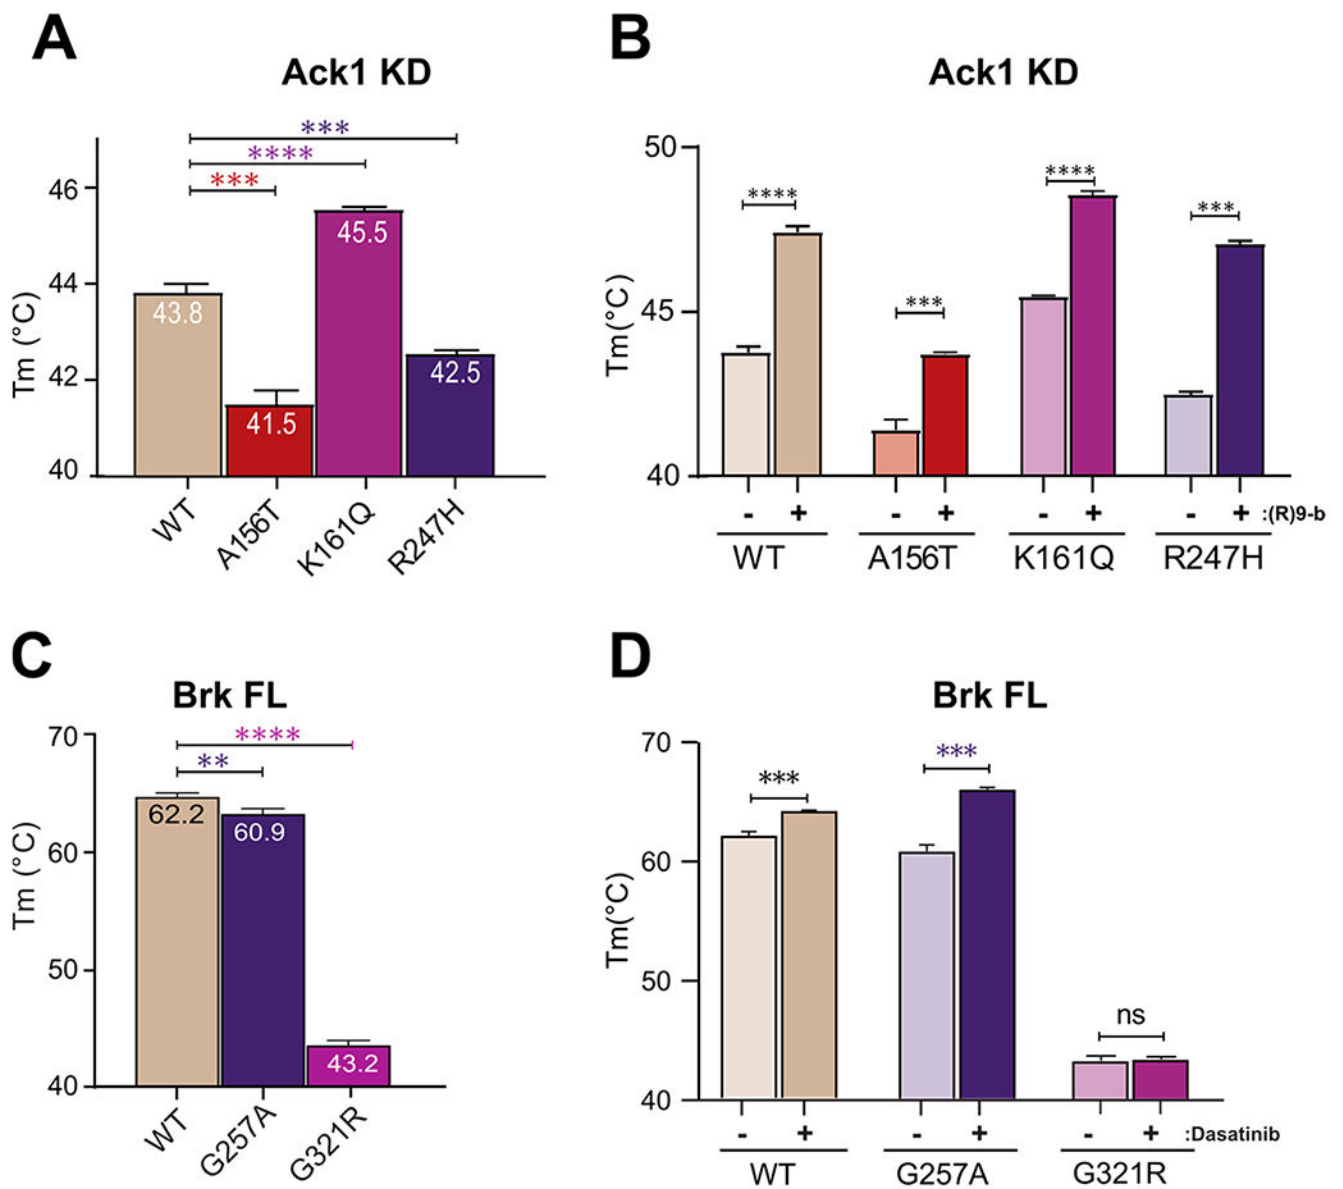 A
Ack1 KD
Tm (°C)
46
44
42
40
***
****
***
43.8
41.5
45.5
42.5
WT
A156T
K161Q
R247H
B
Ack1 KD
Tm(°C)
50
45
40
****
***
****
***
- + - + - + - + :(R)9-b
WT A156T K161Q R247H
C
Brk FL
Tm (°C)
70
60
50
40
****
**
62.2
60.9
43.2
WT
G257A
G321R
D
Brk FL
Tm(°C)
70
60
50
40
***
***
ns
- + - + - + :Dasatinib
WT G257A G321R